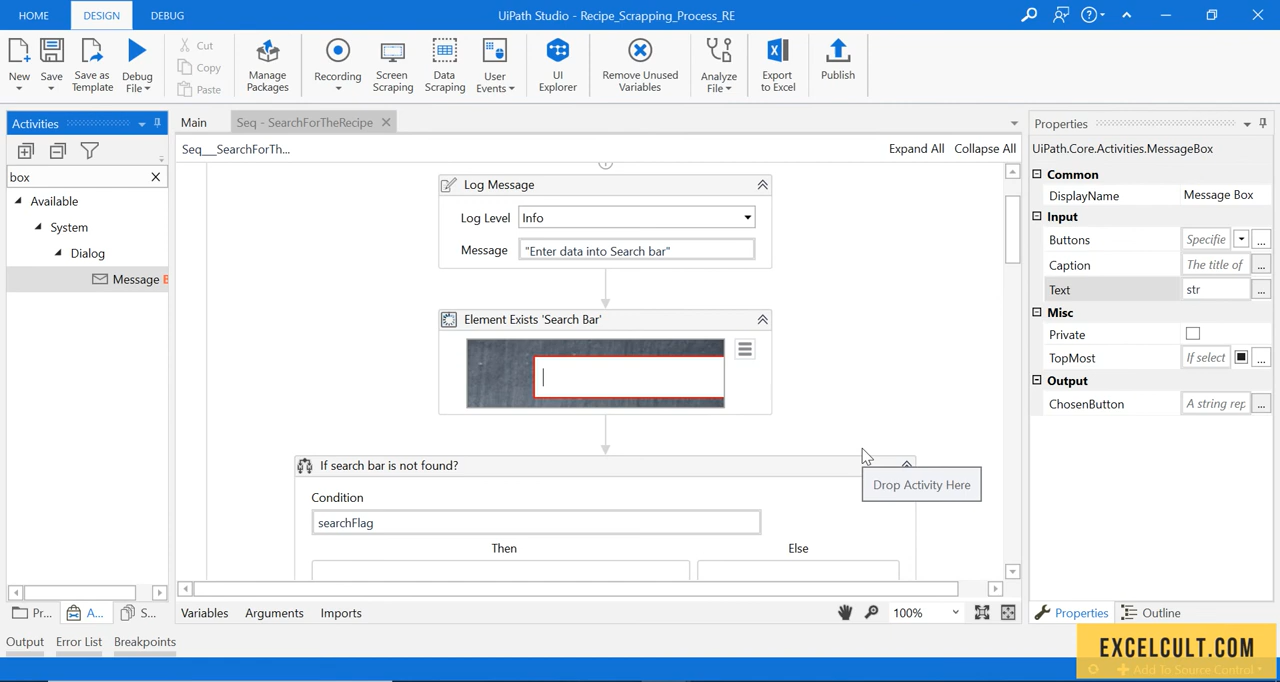 HOME DESIGN DEBUG UiPath Studio - Recipe_Scrapping_Process_RE
New Save Save as Template Debug File Cut Copy Paste Manage Packages Recording Screen Scraping Data Scraping User Events UI Explorer Remove Unused Variables Analyze File Export to Excel Publish
Activities
box
Available
System
Dialog
Message B
Pr... A... S...
Main Seq - SearchForTheRecipe
Seq___SearchForTh... Expand All Collapse All
Log Message
Log Level Info
Message "Enter data into Search bar"
Element Exists 'Search Bar'
If search bar is not found?
Drop Activity Here
Condition
searchFlag
Then Else
Variables Arguments Imports 100%
Properties
UiPath.Core.Activities.MessageBox
Common
DisplayName Message Box
Input
Buttons Specifie ...
Caption The title of ...
Text str ...
Misc
Private
TopMost If select ...
Output
ChosenButton A string rep ...
Properties Outline
Output Error List Breakpoints
EXCELCULT.COM
Add To Source Control